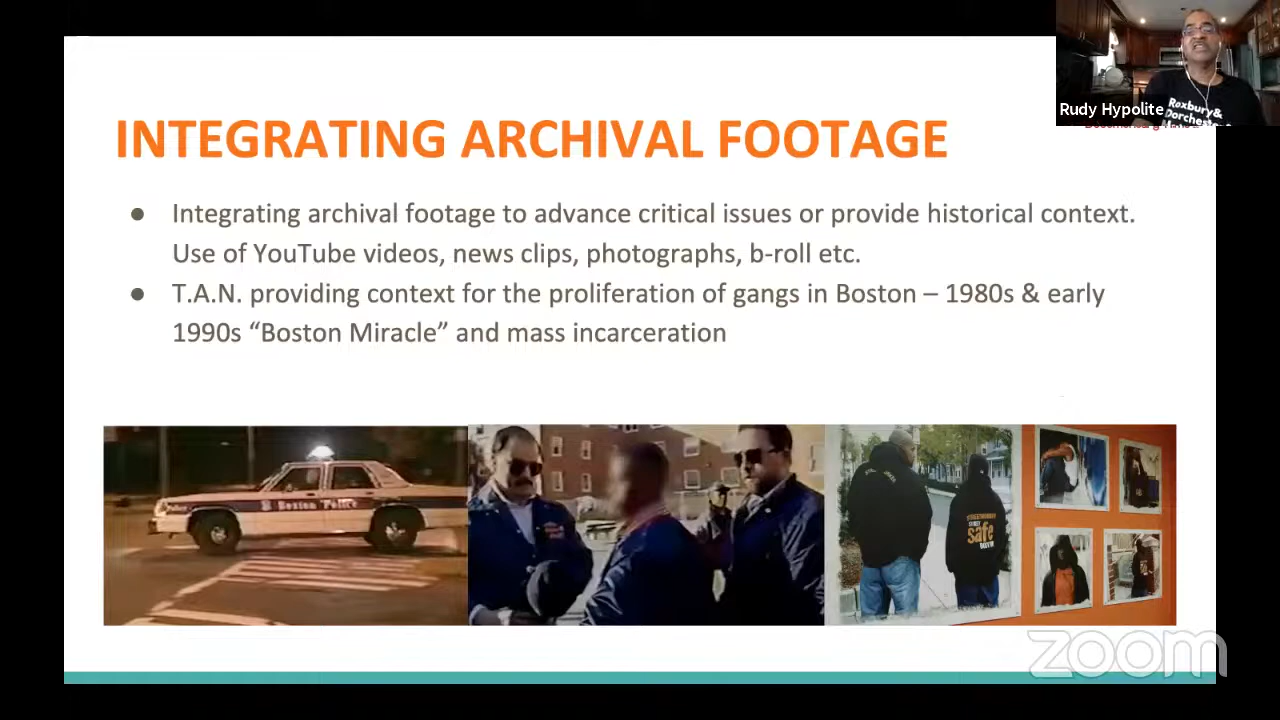 Rudy Hypolite
Roxbury &
Dorchester
INTEGRATING ARCHIVAL FOOTAGE
● Integrating archival footage to advance critical issues or provide historical context.
Use of YouTube videos, news clips, photographs, b-roll etc.
● T.A.N. providing context for the proliferation of gangs in Boston – 1980s & early
1990s “Boston Miracle” and mass incarceration
Boston Police
safe
zoom